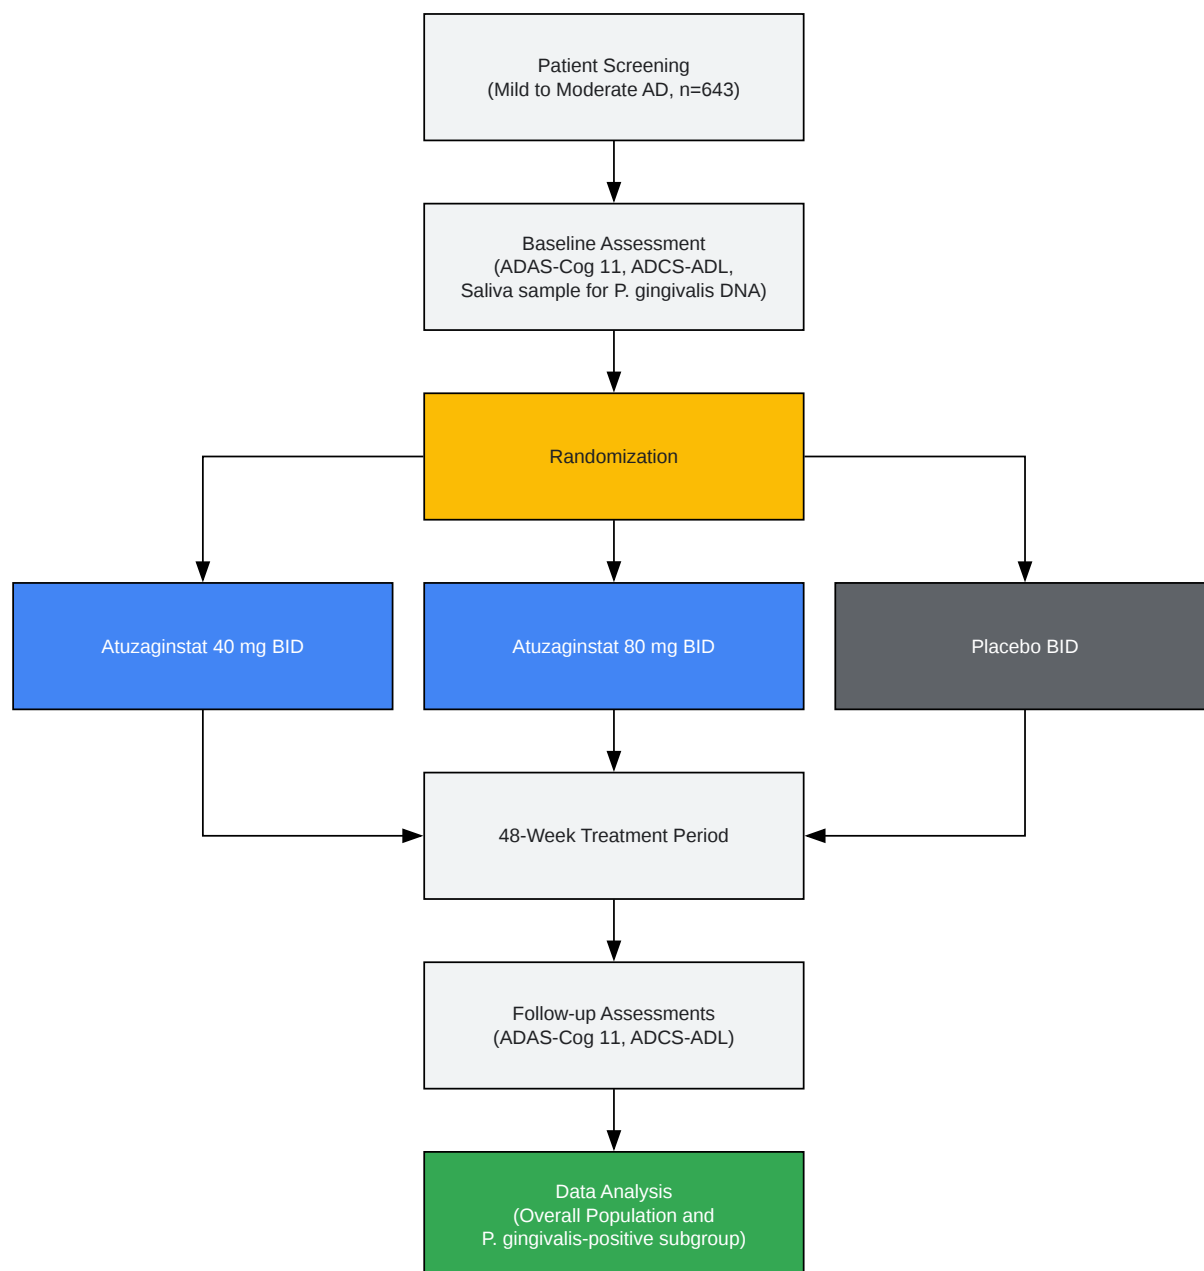 Patient Screening
(Mild to Moderate AD, n=643)
Baseline Assessment
(ADAS-Cog 11, ADCS-ADL,
Saliva sample for P. gingivalis DNA)
Randomization
Atuzaginstat 40 mg BID
Atuzaginstat 80 mg BID
Placebo BID
48-Week Treatment Period
Follow-up Assessments
(ADAS-Cog 11, ADCS-ADL)
Data Analysis
(Overall Population and
P. gingivalis-positive subgroup)